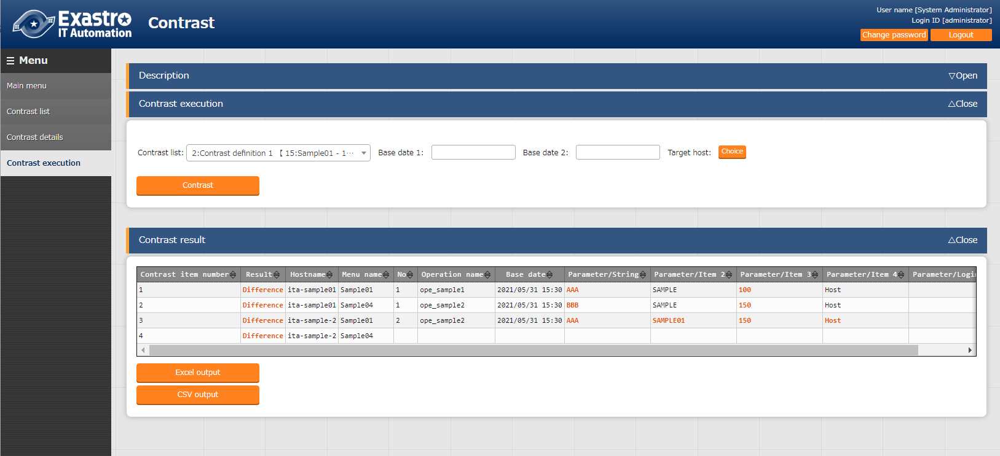 Exastro
IT Automation
Contrast
User name [System Administrator]
Login ID [administrator]
Change password
Logout
Menu
Main menu
Contrast list
Contrast details
Contrast execution
Description
▽Open
Contrast execution
△Close
Contrast list: 2:Contrast definition 1 【 15:Sample01 - 1··· Base date 1: Base date 2: Target host: Choice
Contrast
Contrast result
△Close
Contrast item number Result Hostname Menu name No Operation name Base date Parameter/String Parameter/Item 2 Parameter/Item 3 Parameter/Item 4 Parameter/Login
1 Difference ita-sample01 Sample01 1 ope_sample1 2021/05/31 15:30 AAA SAMPLE 100 Host
2 Difference ita-sample01 Sample04 1 ope_sample2 2021/05/31 15:30 BBB SAMPLE 150 Host
3 Difference ita-sample-2 Sample01 2 ope_sample2 2021/05/31 15:30 AAA SAMPLE01 150 Host
4 Difference ita-sample-2 Sample04
Excel output
CSV output